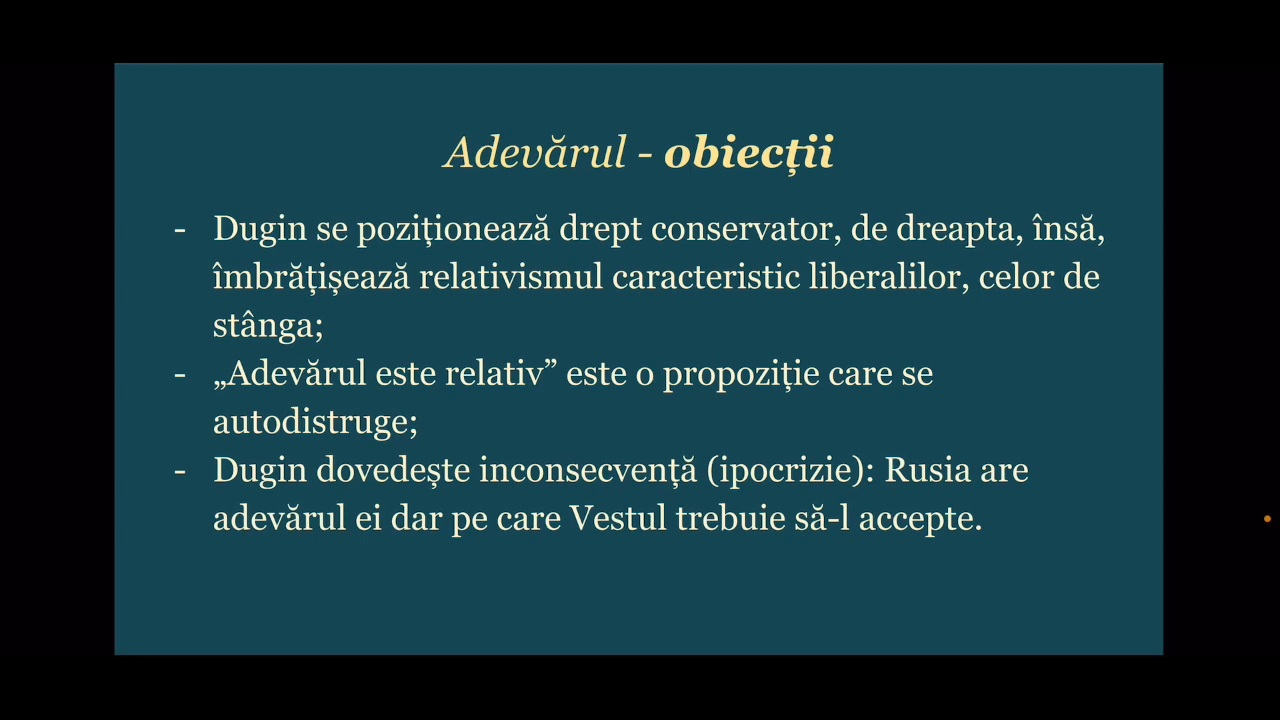 Adevărul - obiecții
- Dugin se poziționează drept conservator, de dreapta, însă,
îmbrățișează relativismul caracteristic liberalilor, celor de
stânga;
- „Adevărul este relativ” este o propoziție care se
autodistruge;
- Dugin dovedește inconsecvență (ipocrizie): Rusia are
adevărul ei dar pe care Vestul trebuie să-l accepte.